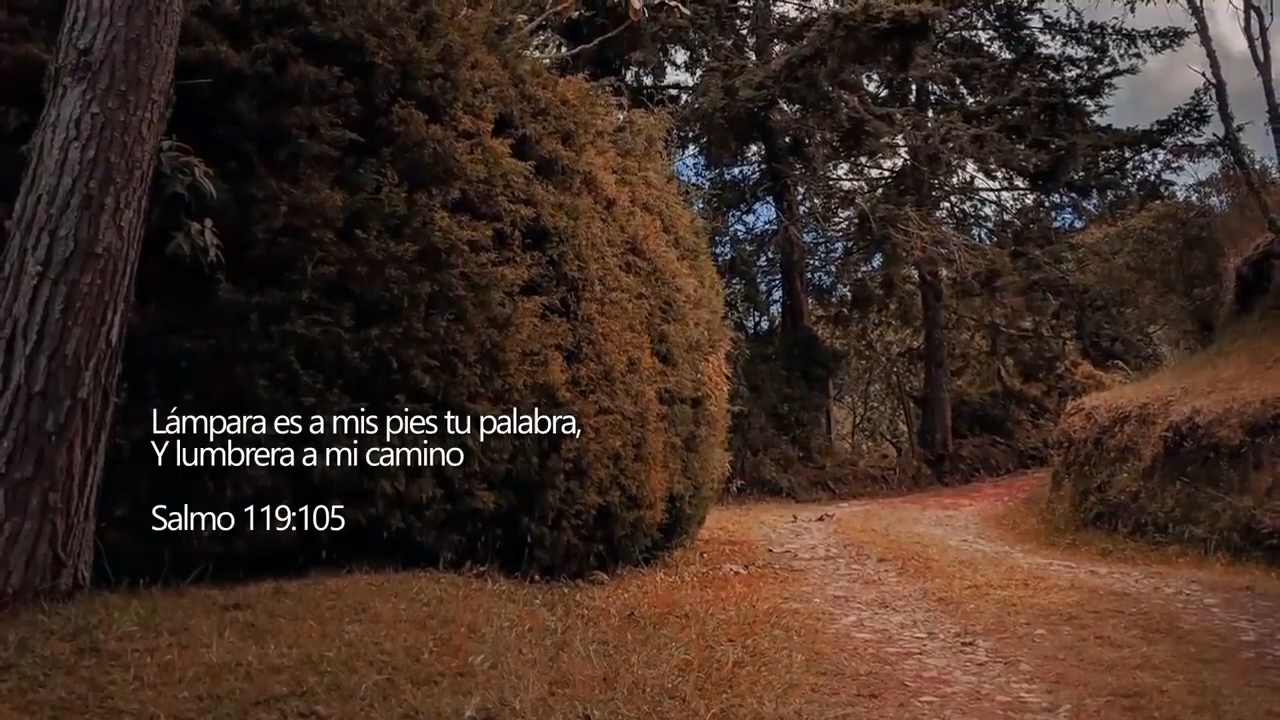 Lámpara es a mis pies tu palabra,
Y lumbrera a mi camino
Salmo 119:105